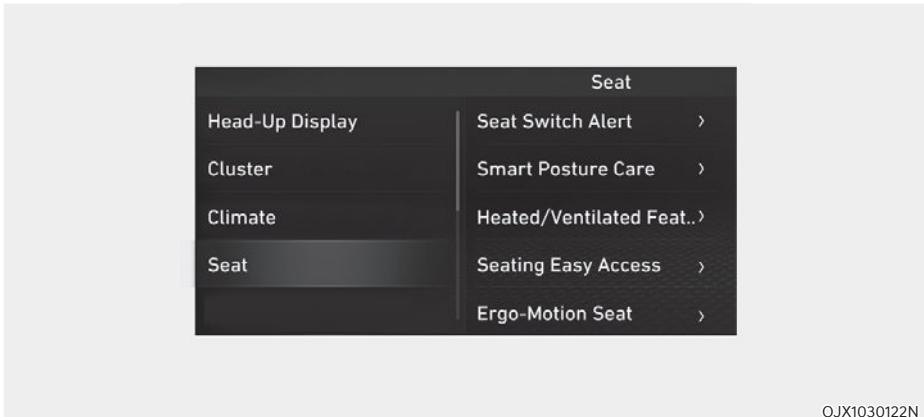 Seat
Head-Up Display
Cluster
Climate
Seat
Seat Switch Alert >
Smart Posture Care >
Heated/Ventilated Feat..>
Seating Easy Access >
Ergo-Motion Seat >
OJX1030122N